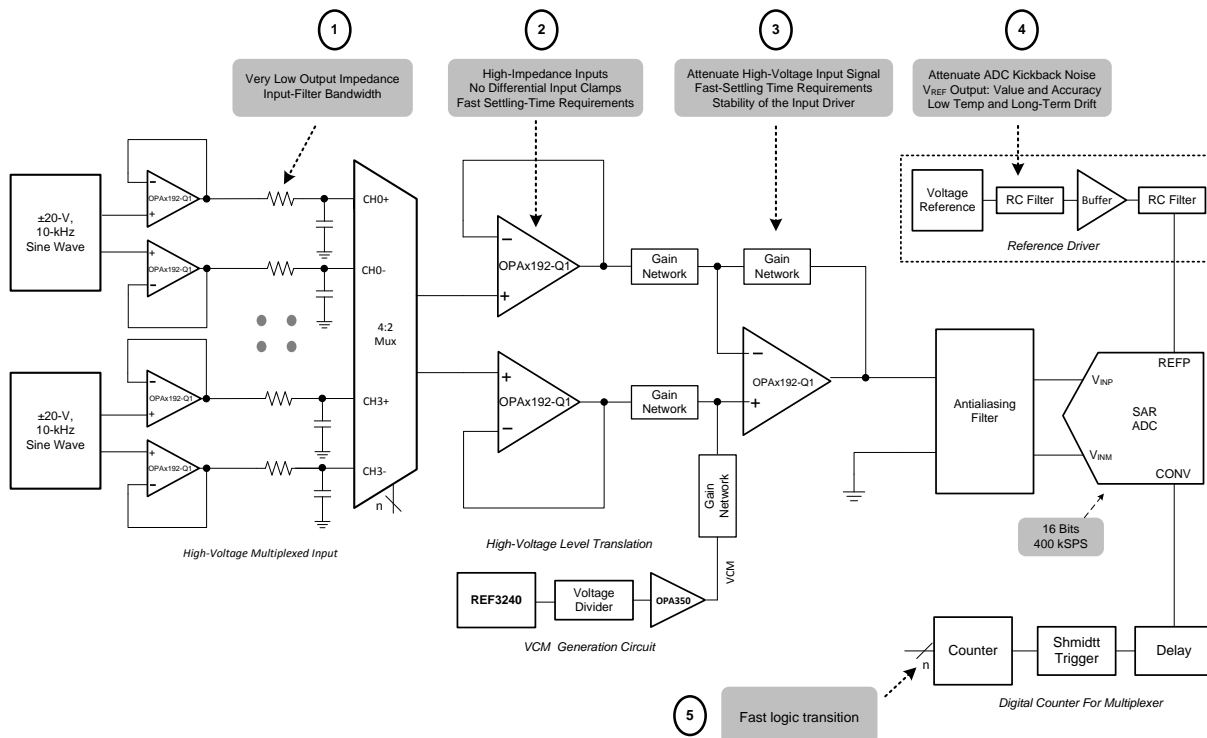 1
2
3
4
Very Low Output Impedance
Input-Filter Bandwidth
High-Impedance Inputs
No Differential Input Clamps
Fast Settling-Time Requirements
Attenuate High-Voltage Input Signal
Fast-Settling Time Requirements
Stability of the Input Driver
Attenuate ADC Kickback Noise
VREF Output: Value and Accuracy
Low Temp and Long-Term Drift
±20-V,
10-kHz
Sine Wave
OPAx192-Q1
OPAx192-Q1
CH0+
CH0-
±20-V,
10-kHz
Sine Wave
OPAx192-Q1
OPAx192-Q1
CH3+
CH3-
4:2
Mux
n
High-Voltage Multiplexed Input
OPAx192-Q1
OPAx192-Q1
High-Voltage Level Translation
Gain
Network
Gain
Network
Gain
Network
Gain
Network
OPAx192-Q1
VCM
REF3240
Voltage
Divider
OPA350
VCM Generation Circuit
Voltage
Reference
RC Filter
Buffer
RC Filter
Reference Driver
Antialiasing
Filter
REFP
VINP
SAR
ADC
VINM
CONV
16 Bits
400 kSPS
n
Counter
Shmidtt
Trigger
Delay
Digital Counter For Multiplexer
5
Fast logic transition